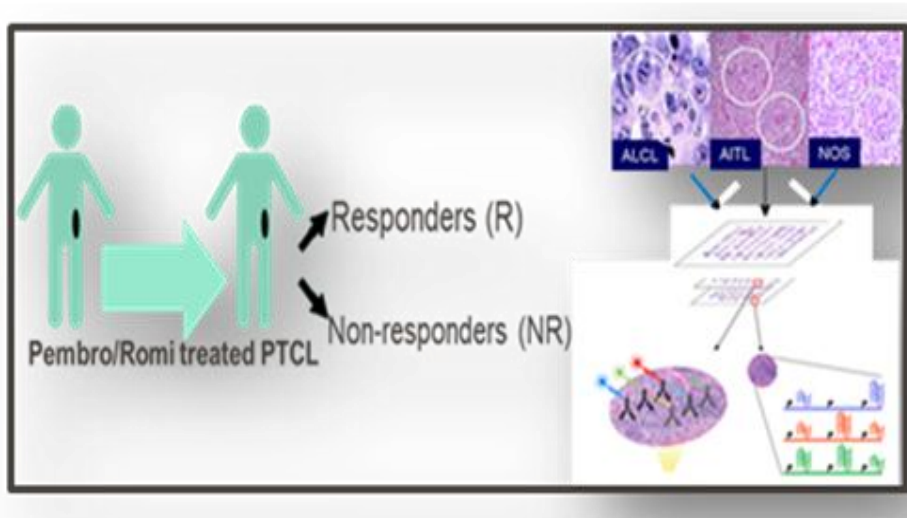 ALCL
AITL
NOS
Responders (R)
Non-responders (NR)
Pembro/Romi treated PTCL